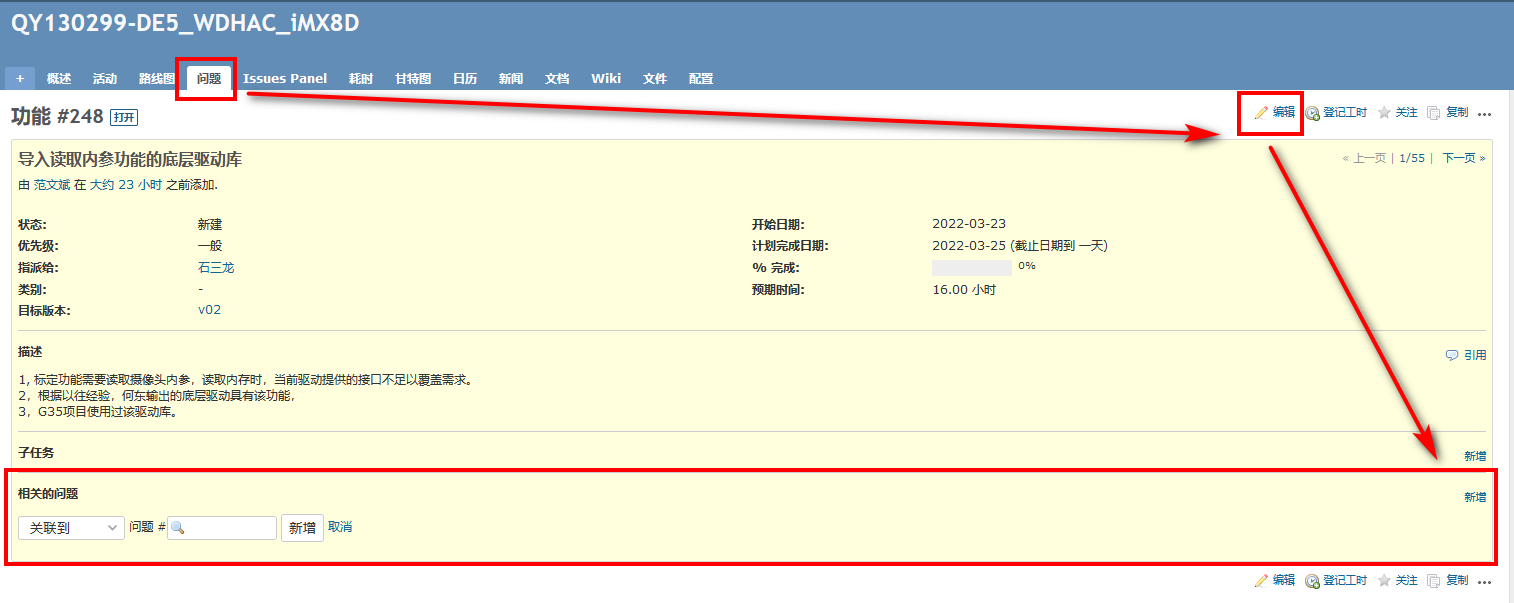 QY130299-DE5_WDHAC_iMX8D
+ 概述 活动 路线图 问题 Issues Panel 耗时 甘特图 日历 新闻 文档 Wiki 文件 配置
功能 #248 打开
编辑 登记工时 关注 复制 ...
导入读取内参功能的底层驱动库
« 上一页 | 1/55 | 下一页 »
由 范文斌 在 大约 23 小时 之前添加.
状态: 新建 开始日期: 2022-03-23
优先级: 一般 计划完成日期: 2022-03-25 (截止日期到 一天)
指派给: 石三龙 % 完成: 0%
类别: - 预期时间: 16.00 小时
目标版本: v02
描述
引用
1, 标定功能需要读取摄像头内参，读取内存时，当前驱动提供的接口不足以覆盖需求。
2，根据以往经验，何东输出的底层驱动具有该功能，
3，G35项目使用过该驱动库。
子任务 新增
相关的问题 新增
关联到 问题 # 新增 取消
编辑 登记工时 关注 复制 ...